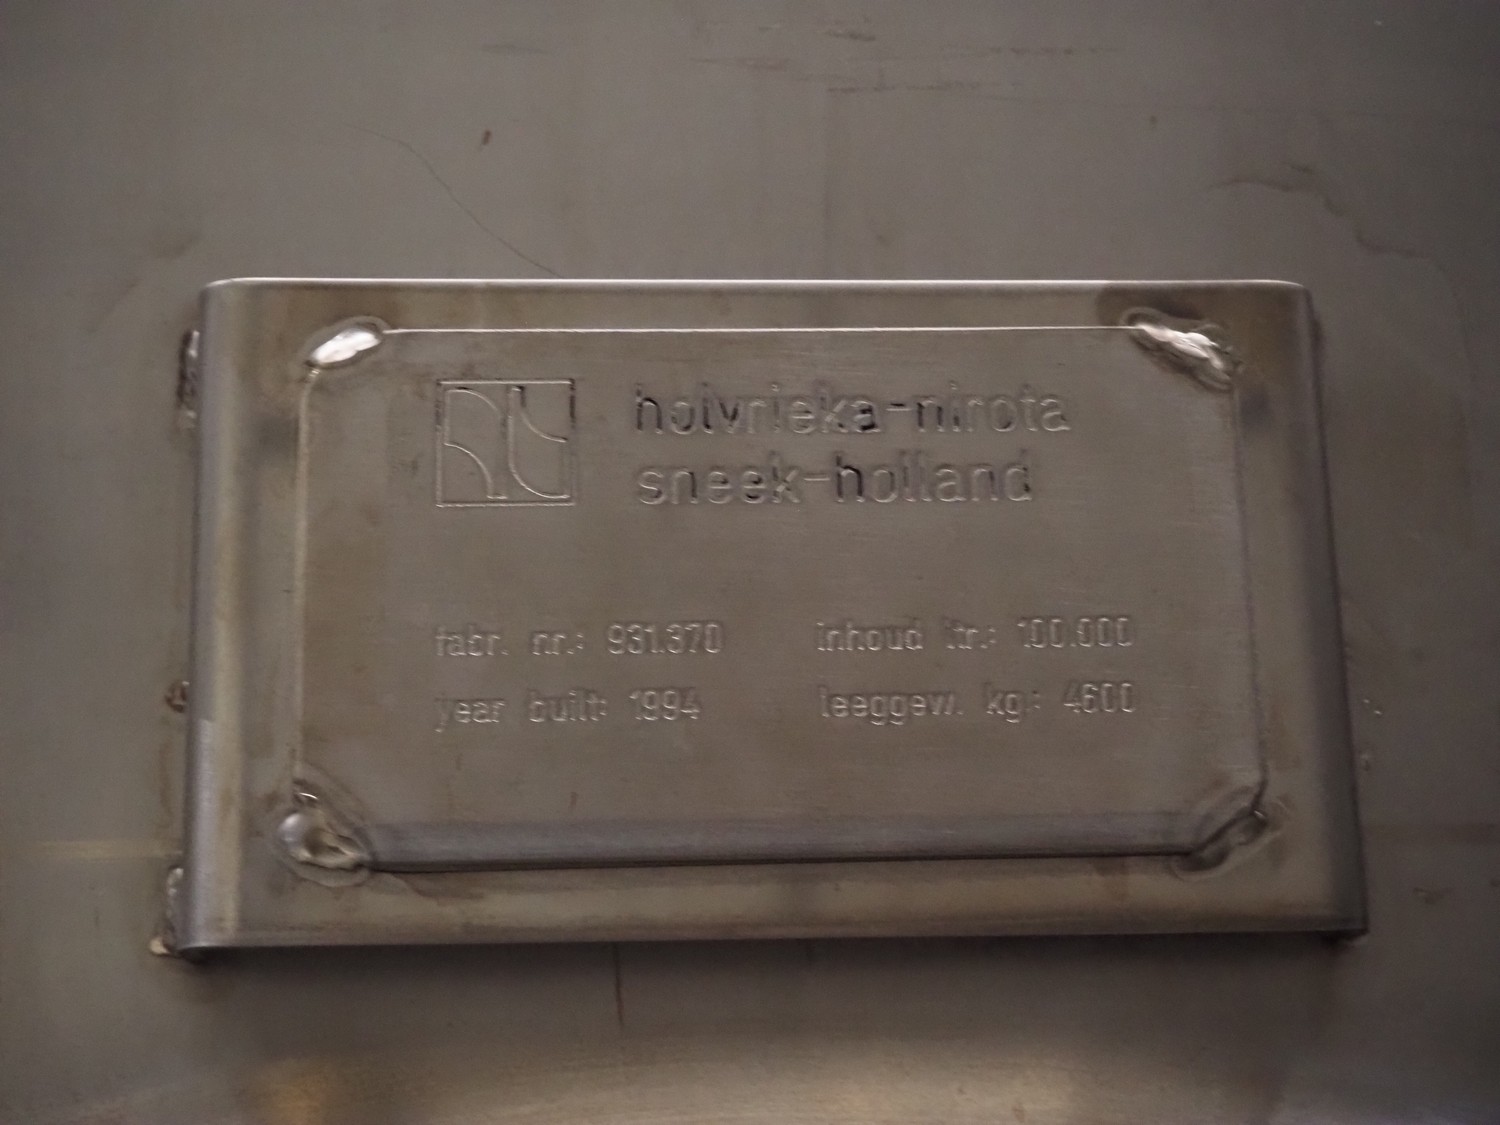 holvrieka-nirota
sneek-holland
fabr. nr.: 931.370
inhoud ltr.: 100.000
year built: 1994
leeggew. kg.: 4600